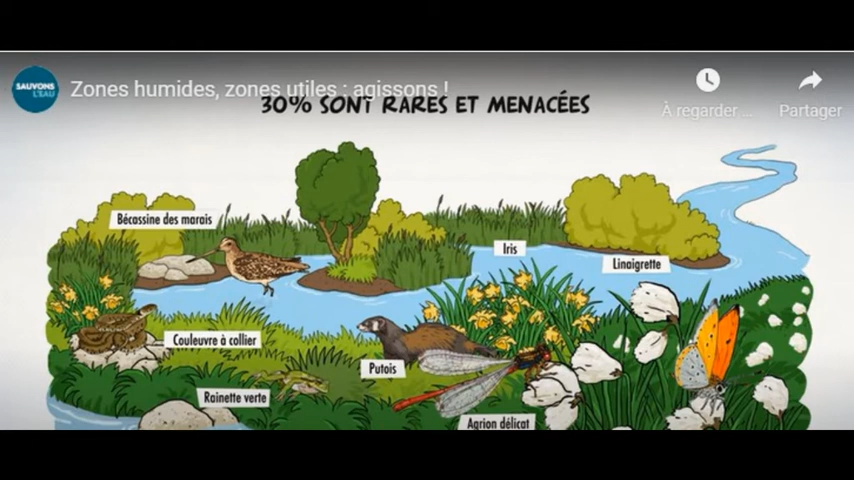 SAUVONS
L'EAU
Zones humides, zones utiles : agissons !
30% SONT RARES ET MENACÉES
À regarder ...
Partager
Bécassine des marais
Iris
Linaigrette
Couleuvre à collier
Putois
Rainette verte
Agrion délicat